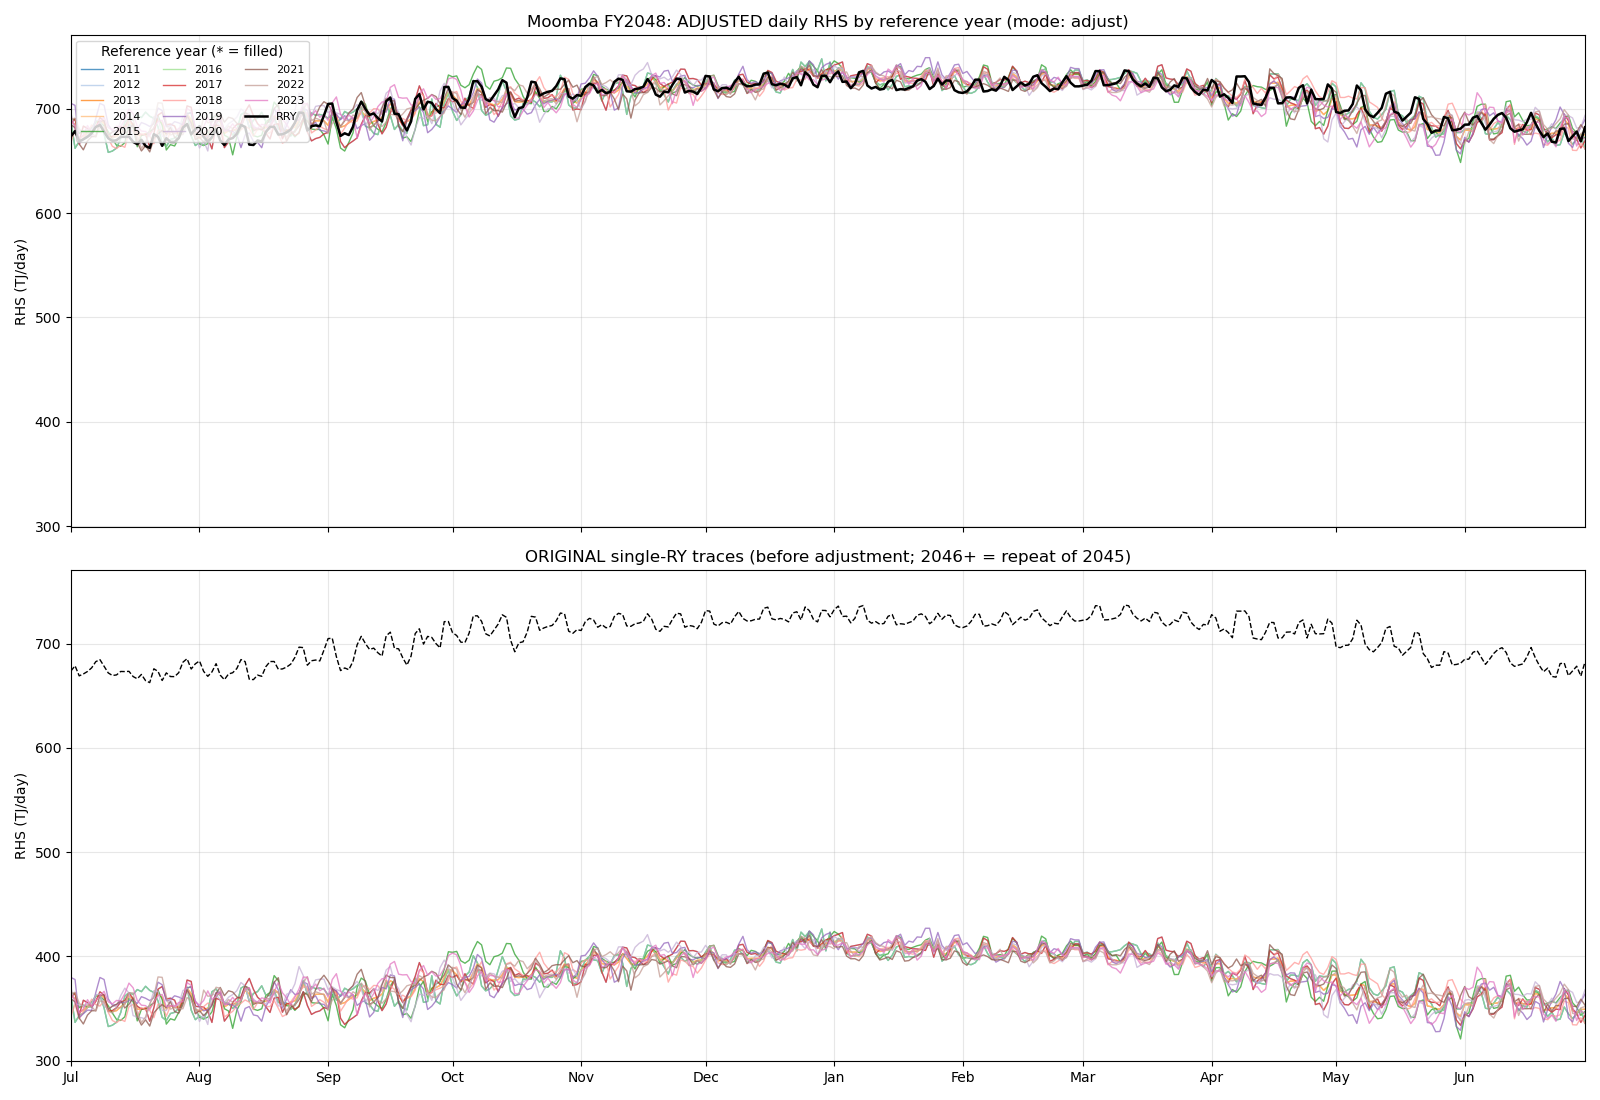 Moomba FY2048: ADJUSTED daily RHS by reference year (mode: adjust)
Reference year (* = filled)
2011 2016 2021
2012 2017 2022
2013 2018 2023
2014 2019 RRY
2015 2020
RHS (TJ/day)
700
600
500
400
300
ORIGINAL single-RY traces (before adjustment; 2046+ = repeat of 2045)
RHS (TJ/day)
700
600
500
400
300
Jul Aug Sep Oct Nov Dec Jan Feb Mar Apr May Jun